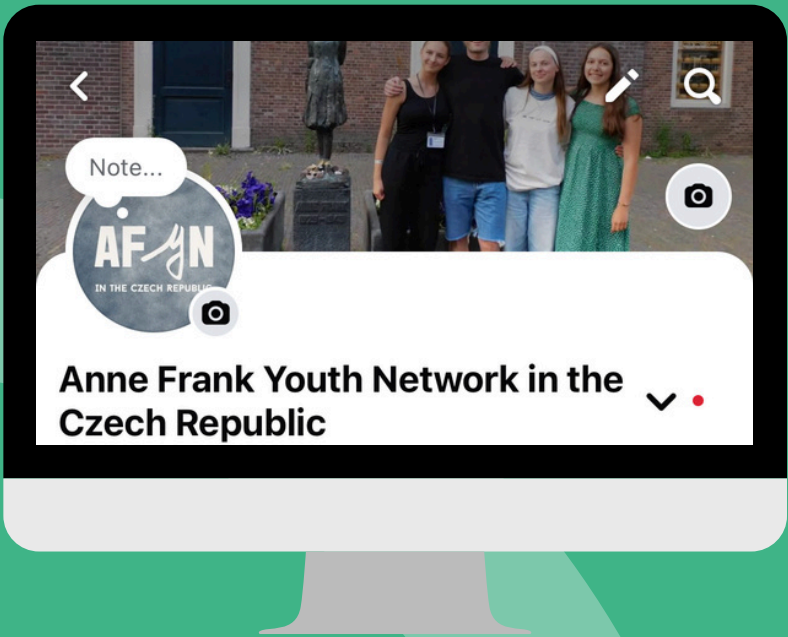 Note...
AFYN
IN THE CZECH REPUBLIC
Anne Frank Youth Network in the
Czech Republic